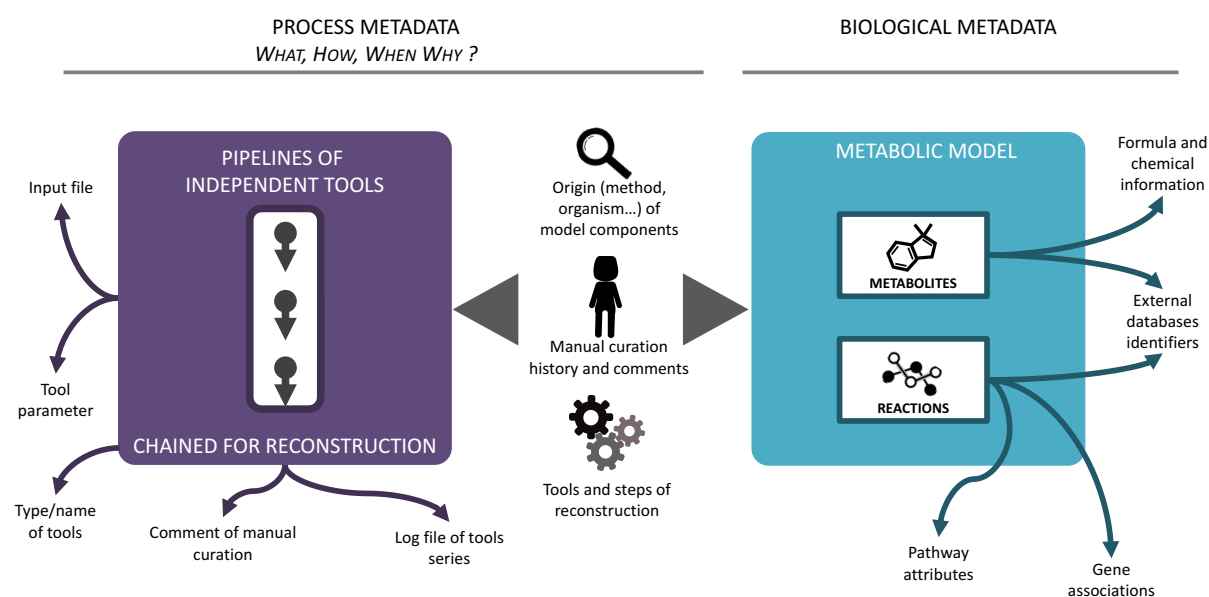 PROCESS METADATA
WHAT, HOW, WHEN WHY ?
BIOLOGICAL METADATA
PIPELINES OF
INDEPENDENT TOOLS
CHAINED FOR RECONSTRUCTION
Input file
Tool
parameter
Type/name
of tools
Comment of manual
curation
Log file of tools
series
Origin (method,
organism...) of
model components
Manual curation
history and comments
Tools and steps of
reconstruction
METABOLIC MODEL
METABOLITES
REACTIONS
Formula and
chemical
information
External
databases
identifiers
Pathway
attributes
Gene
associations